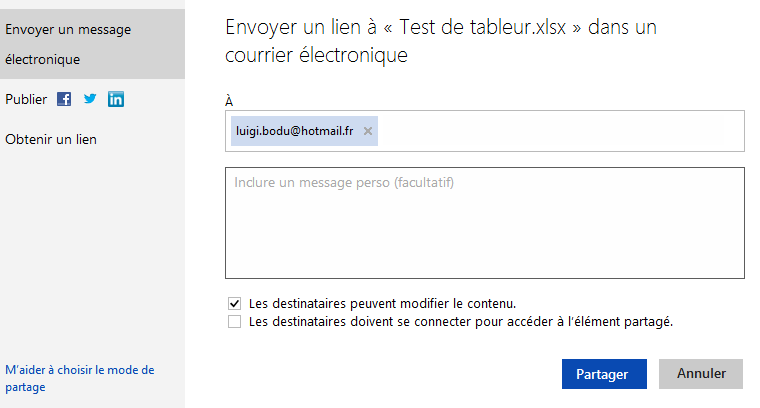 Envoyer un message
électronique
Publier
Obtenir un lien
M'aider à choisir le mode de
partage
Envoyer un lien à « Test de tableur.xlsx » dans un
courrier électronique
À
luigi.bodu@hotmail.fr ×
Inclure un message perso (facultatif)
Les destinataires peuvent modifier le contenu.
Les destinataires doivent se connecter pour accéder à l'élément partagé.
Partager Annuler